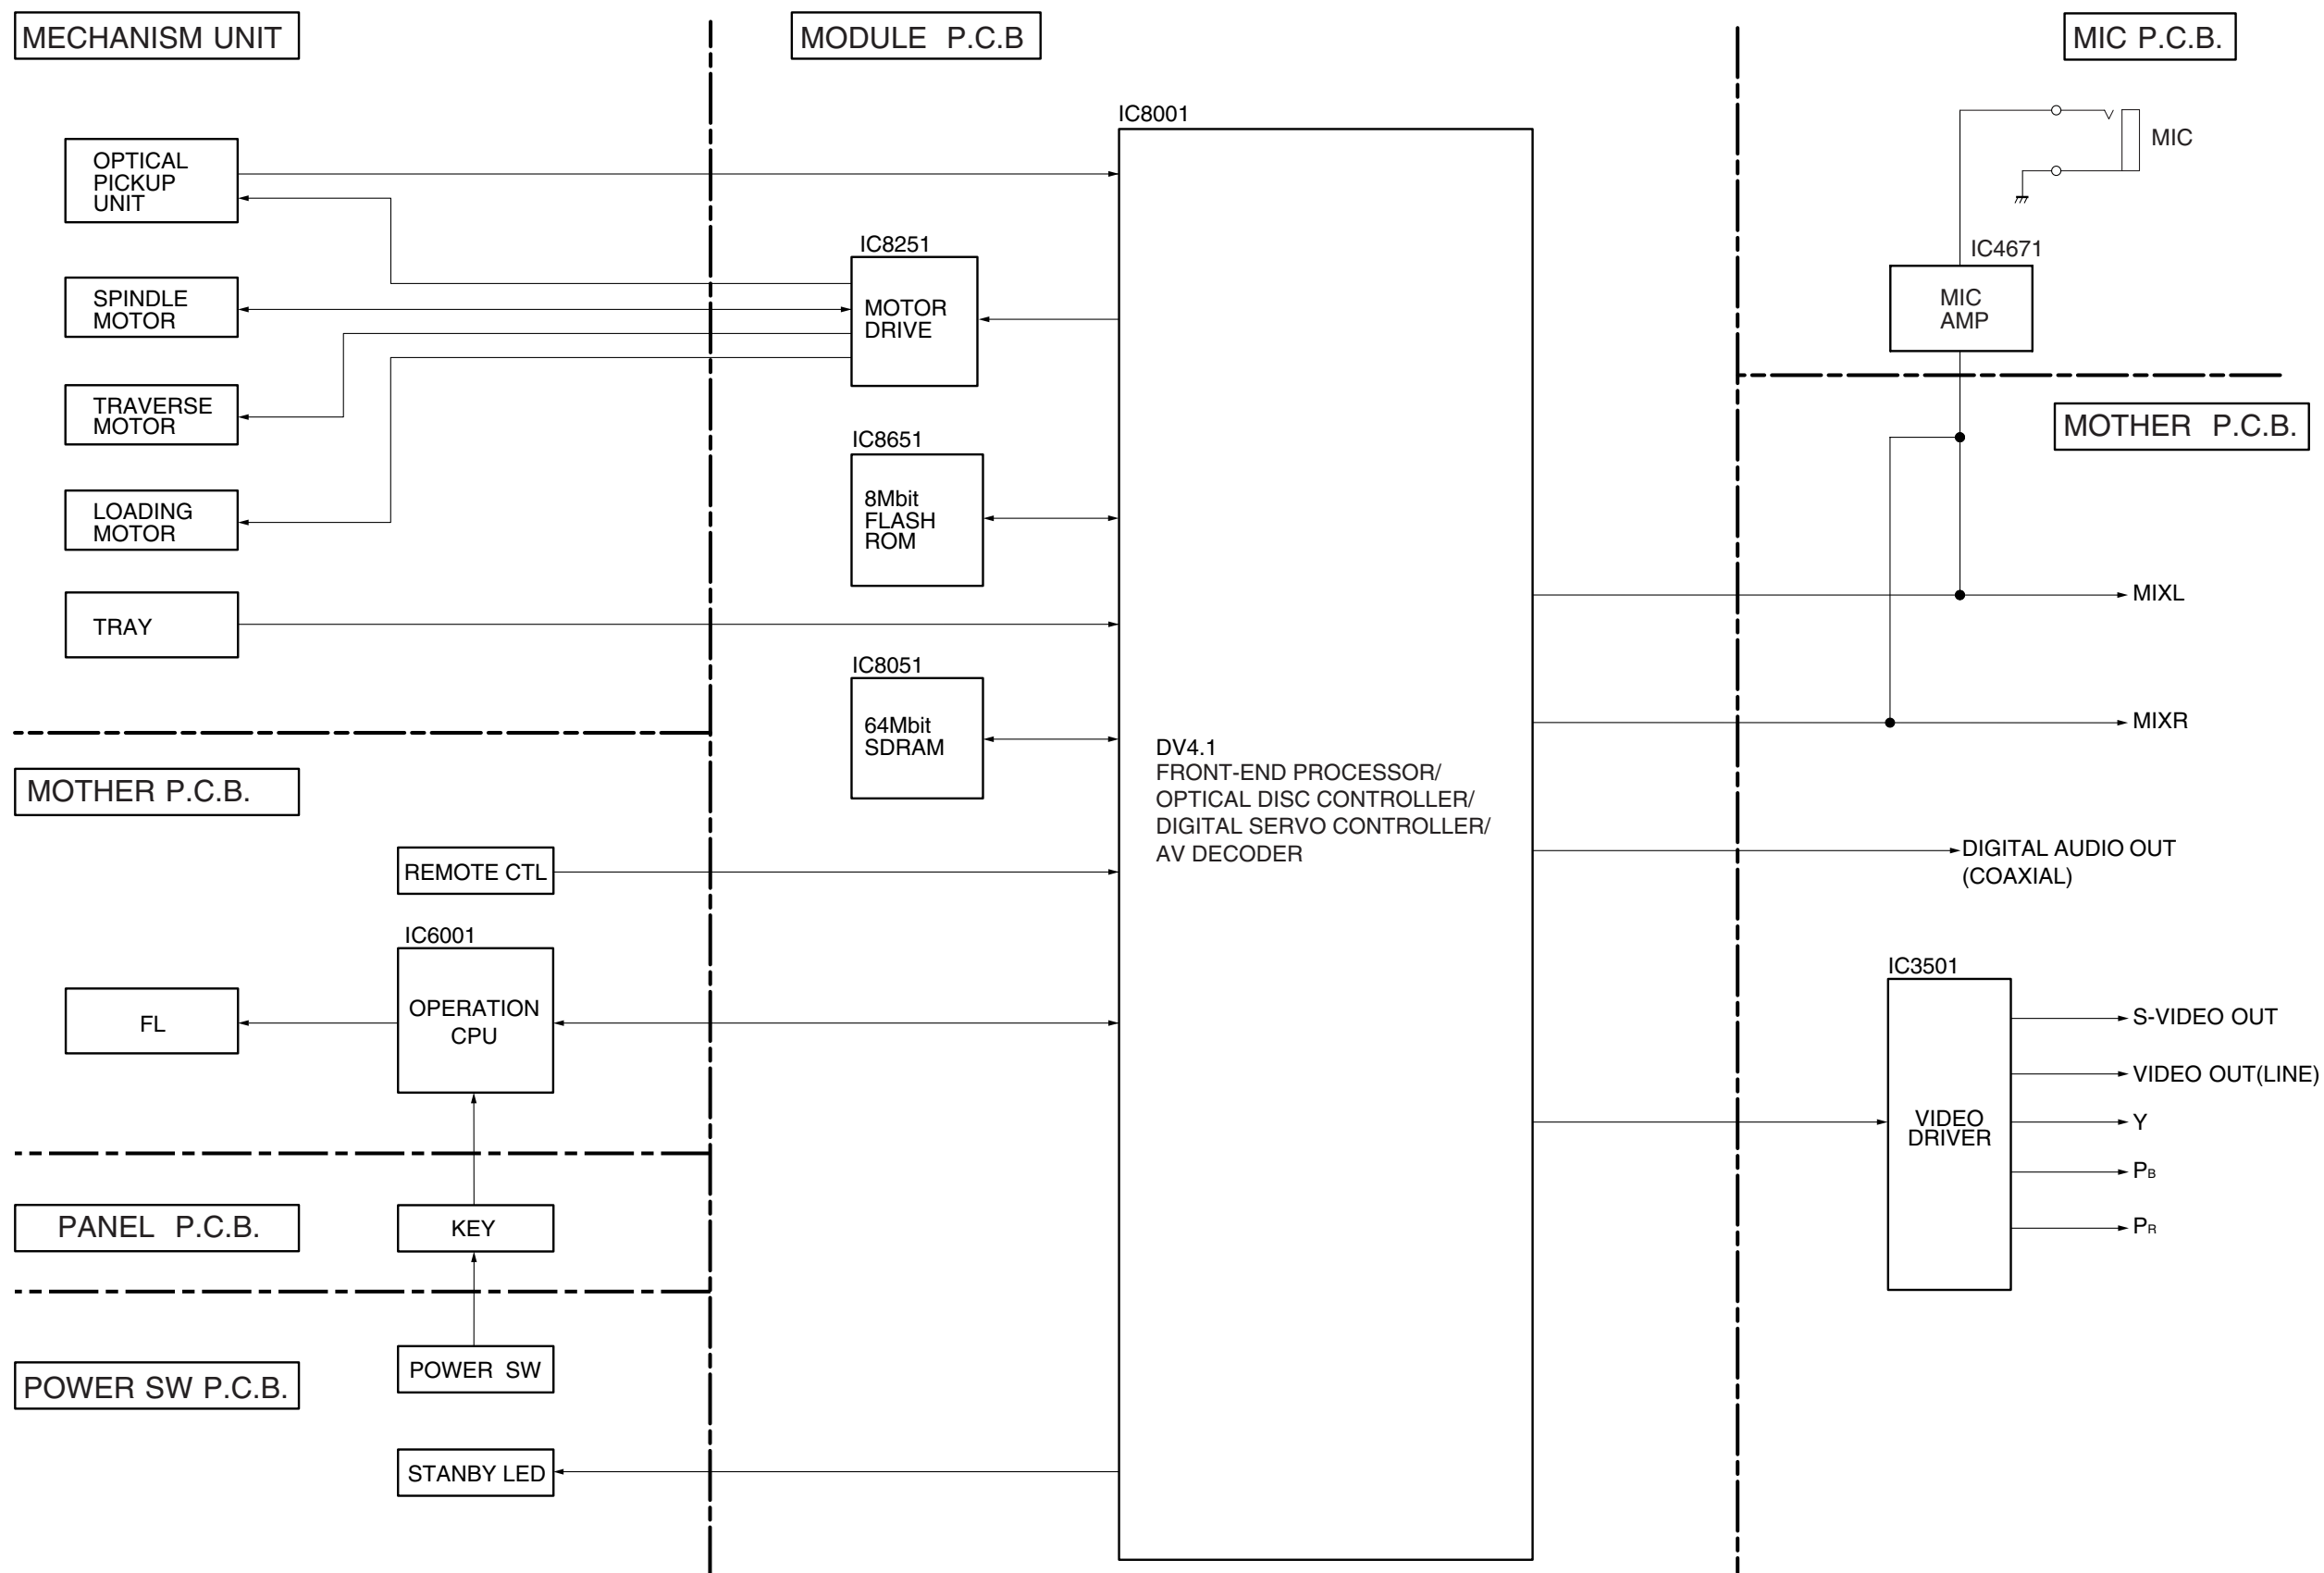 MECHANISM UNIT
MODULE P.C.B
MIC P.C.B.
OPTICAL
PICKUP
UNIT
SPINDLE
MOTOR
TRAVERSE
MOTOR
LOADING
MOTOR
TRAY
IC8251
MOTOR
DRIVE
IC8651
8Mbit
FLASH
ROM
IC8051
64Mbit
SDRAM
IC8001
DV4.1
FRONT-END PROCESSOR/
OPTICAL DISC CONTROLLER/
DIGITAL SERVO CONTROLLER/
AV DECODER
MIC
IC4671
MIC
AMP
MOTHER P.C.B.
MIXL
MIXR
DIGITAL AUDIO OUT
(COAXIAL)
IC3501
VIDEO
DRIVER
S-VIDEO OUT
VIDEO OUT(LINE)
Y
PB
PR
MOTHER P.C.B.
REMOTE CTL
IC6001
OPERATION
CPU
FL
PANEL P.C.B.
KEY
POWER SW P.C.B.
POWER SW
STANBY LED